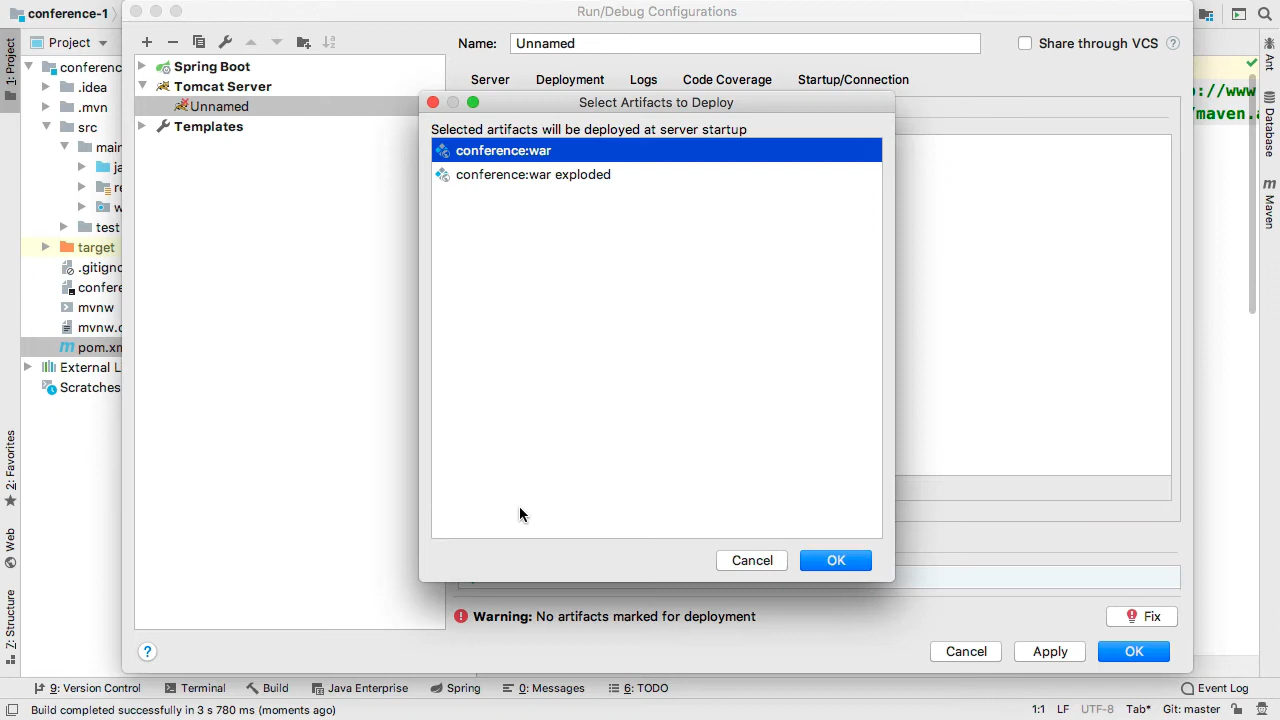 conference-1
Run/Debug Configurations
1: Project
Project
conference
.idea
.mvn
src
main
test
target
mvnw
External L
Scratches
Spring Boot
Tomcat Server
Unnamed
Templates
Name:
Unnamed
Share through VCS
?
Server
Deployment
Logs
Code Coverage
Startup/Connection
Select Artifacts to Deploy
Selected artifacts will be deployed at server startup
conference:war
conference:war exploded
Cancel
OK
Warning: No artifacts marked for deployment
Fix
?
Cancel
Apply
OK
://www
/maven.a
Ant
Database
m
Maven
2: Favorites
Web
Z: Structure
9: Version Control
Terminal
Build
Java Enterprise
Spring
0: Messages
6: TODO
Event Log
Build completed successfully in 3 s 780 ms (moments ago)
1:1
LF
UTF-8
Tab*
Git: master